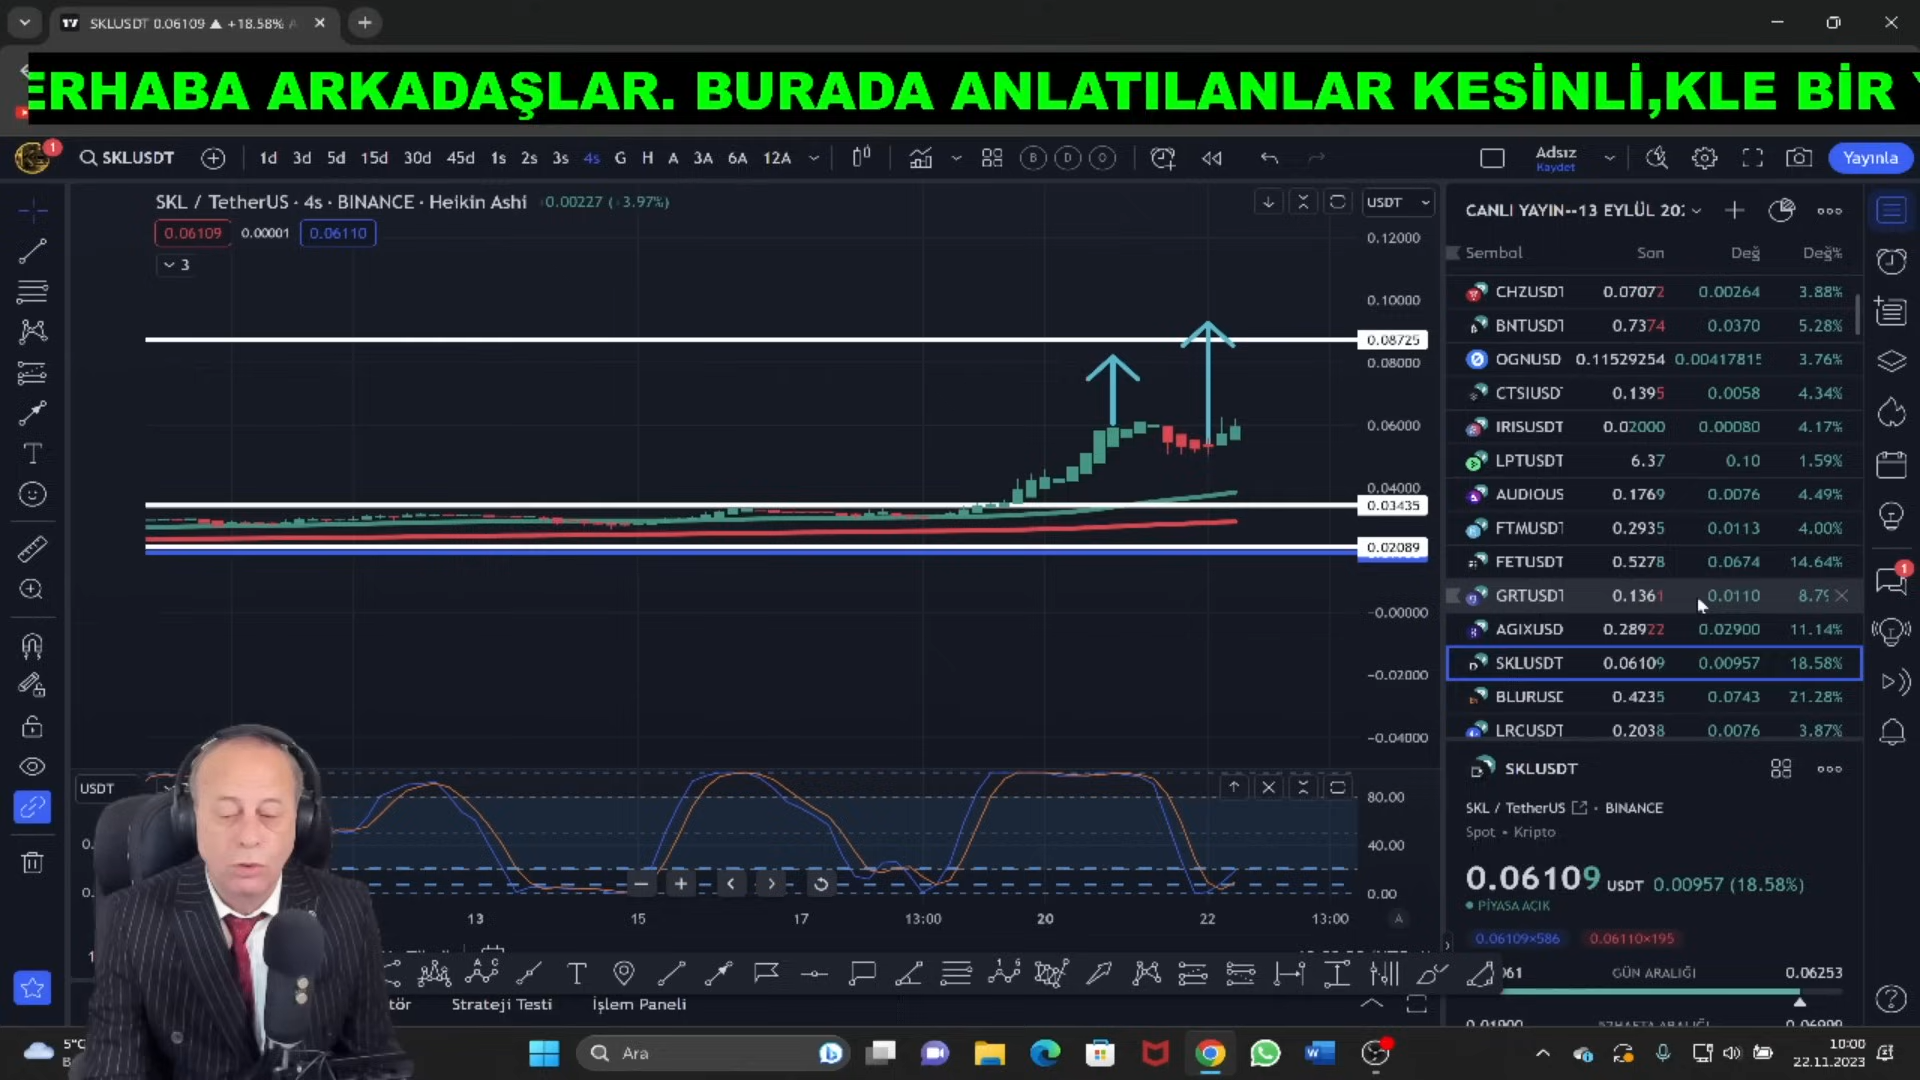 SKLUSDT 0.06109 ▲ +18.58%
ERHABA ARKADAŞLAR. BURADA ANLATILANLAR KESİNLİ,KLE BİR
1
SKLUSDT
1d 3d 5d 15d 30d 45d 1s 2s 3s 4s G H A 3A 6A 12A
B D O
Adsız
Kaydet
Yayınla
SKL / TetherUS · 4s · BINANCE · Heikin Ashi +0.00227 (+3.97%)
0.06109 0.00001 0.06110
3
USDT
0.12000
0.10000
0.08725
0.08000
0.06000
0.04000
0.03435
0.02089
-0.00000
-0.02000
-0.04000
USDT
80.00
40.00
0.00
13 15 17 13:00 20 22 13:00
A
Strateji Testi İşlem Paneli
CANLI YAYIN--13 EYLÜL 202
Sembol Son Değ Değ%
CHZUSDT 0.07072 0.00264 3.88%
BNTUSDT 0.7374 0.0370 5.28%
OGNUSD 0.11529254 0.00417815 3.76%
CTSIUSD 0.1395 0.0058 4.34%
IRISUSDT 0.02000 0.00080 4.17%
LPTUSDT 6.37 0.10 1.59%
AUDIOUS 0.1769 0.0076 4.49%
FTMUSDT 0.2935 0.0113 4.00%
FETUSDT 0.5278 0.0674 14.64%
GRTUSDT 0.1361 0.0110 8.79
AGIXUSD 0.28922 0.02900 11.14%
SKLUSDT 0.06109 0.00957 18.58%
BLURUSD 0.4235 0.0743 21.28%
LRCUSDT 0.2038 0.0076 3.87%
1
SKLUSDT
SKL / TetherUS · BINANCE
Spot • Kripto
0.06109 USDT 0.00957 (18.58%)
PİYASA AÇIK
0.06109×586 0.06110×195
GÜN ARALIĞI 0.06253
5°C
Ara
10:00
22.11.2023